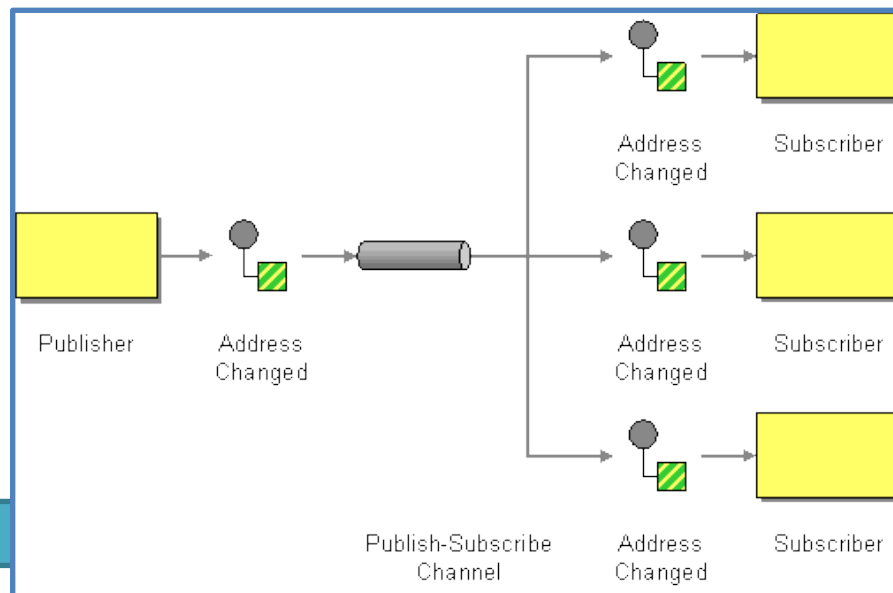 Address
Changed
Subscriber
Publisher
Address
Changed
Address
Changed
Subscriber
Publish-Subscribe
Channel
Address
Changed
Subscriber